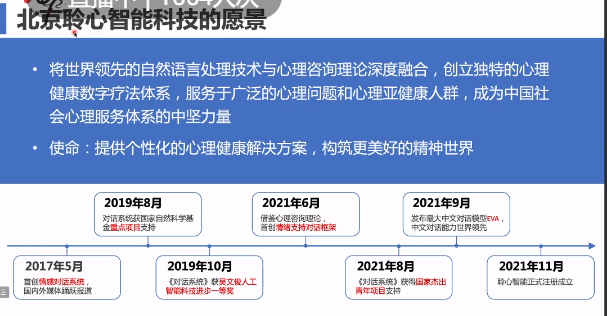 北京聆心智能科技的愿景
• 将世界领先的自然语言处理技术与心理咨询理论深度融合，创立独特的心理
健康数字疗法体系，服务于广泛的心理问题和心理亚健康人群，成为中国社
会心理服务体系的中坚力量
• 使命：提供个性化的心理健康解决方案，构筑更美好的精神世界
2019年8月
对话系统获国家自然科学基
金重点项目支持
2021年6月
借鉴心理咨询理论，
首创情绪支持对话框架
2021年9月
发布最大中文对话模型EVA，
中文对话能力世界领先
2017年5月
首创情感对话系统，
国内外媒体踊跃报道
2019年10月
《对话系统》获吴文俊人工
智能科技进步一等奖
2021年8月
《对话系统》获得国家杰出
青年项目支持
2021年11月
聆心智能正式注册成立